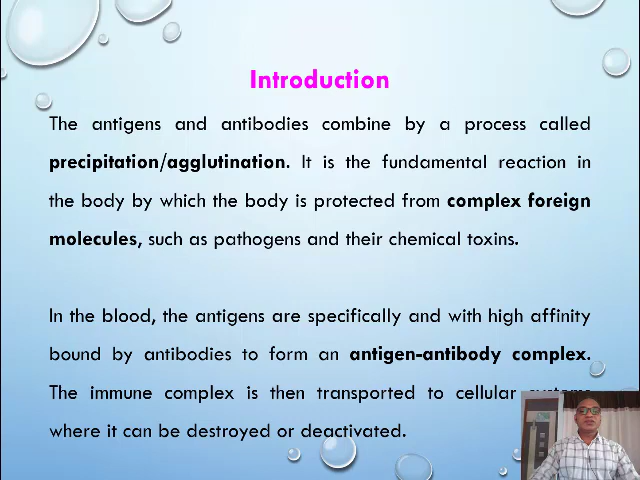 Introduction
The antigens and antibodies combine by a process called
precipitation/agglutination. It is the fundamental reaction in
the body by which the body is protected from complex foreign
molecules, such as pathogens and their chemical toxins.
In the blood, the antigens are specifically and with high affinity
bound by antibodies to form an antigen-antibody complex.
The immune complex is then transported to cellular systems
where it can be destroyed or deactivated.